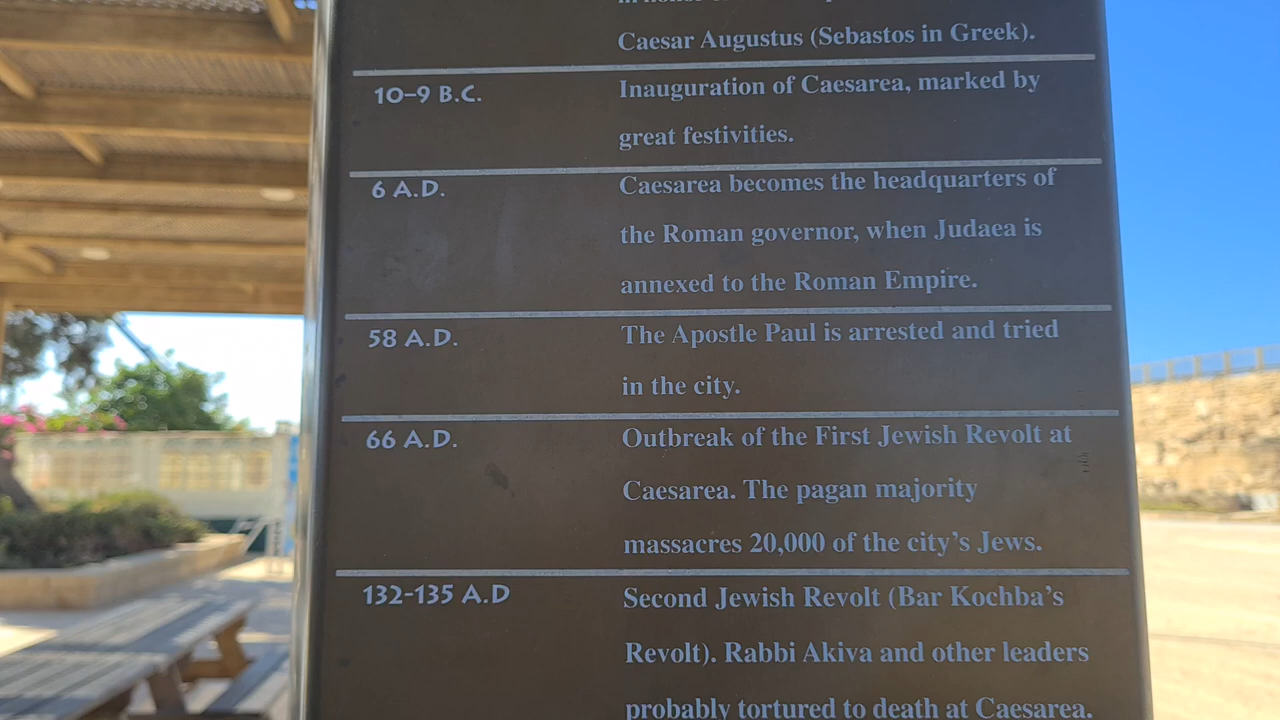 Caesar Augustus (Sebastos in Greek).
10–9 B.C. Inauguration of Caesarea, marked by
great festivities.
6 A.D. Caesarea becomes the headquarters of
the Roman governor, when Judaea is
annexed to the Roman Empire.
58 A.D. The Apostle Paul is arrested and tried
in the city.
66 A.D. Outbreak of the First Jewish Revolt at
Caesarea. The pagan majority
massacres 20,000 of the city's Jews.
132-135 A.D Second Jewish Revolt (Bar Kochba's
Revolt). Rabbi Akiva and other leaders
probably tortured to death at Caesarea.